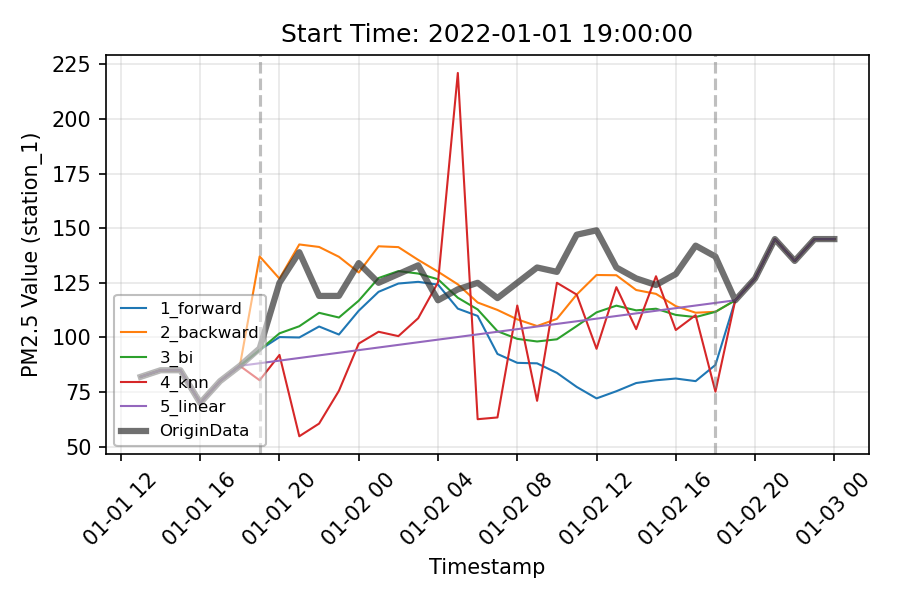 Start Time: 2022-01-01 19:00:00
PM2.5 Value (station_1)
225
200
175
150
125
100
75
50
1_forward
2_backward
3_bi
4_knn
5_linear
OriginData
01-01 12
01-01 16
01-01 20
01-02 00
01-02 04
01-02 08
01-02 12
01-02 16
01-02 20
01-03 00
Timestamp